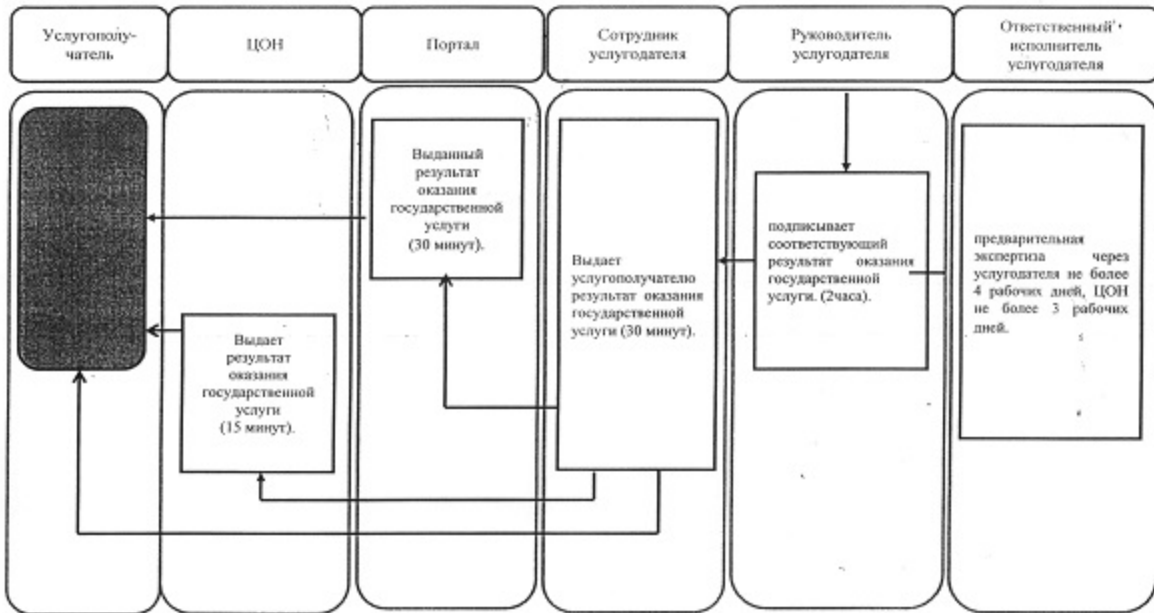 Услугополу-
чатель
ЦОН
Портал
Сотрудник
услугодателя
Руководитель
услугодателя
Ответственный
исполнитель
услугодателя
Выданный
результат
оказания
государственной
услуги
(30 минут).
Выдает
результат
оказания
государственной
услуги
(15 минут).
Выдает
услугополучателю
результат оказания
государственной
услуги (30 минут).
подписывает
соответствующий
результат оказания
государственной
услуги. (2часа).
предварительная
экспертиза через
услугодателя не более
4 рабочих дней, ЦОН
не более 3 рабочих
дней.